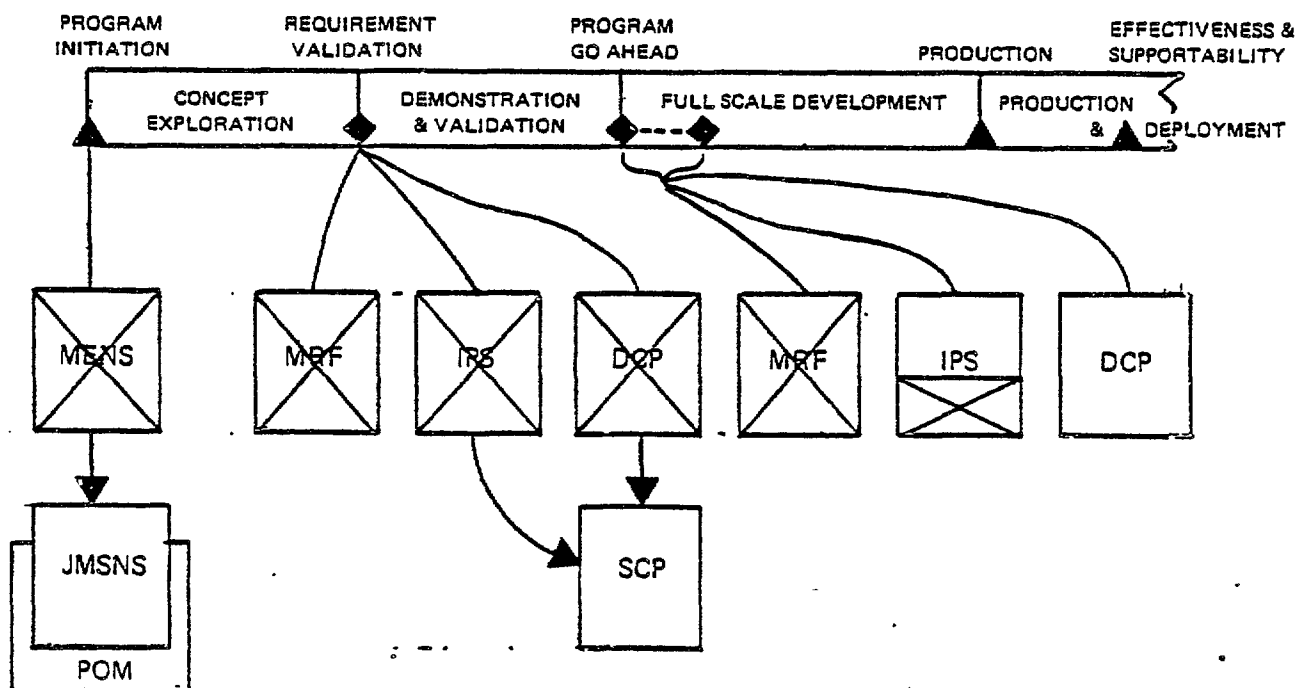 PROGRAM
INITIATION
REQUIREMENT
VALIDATION
PROGRAM
GO AHEAD
PRODUCTION
EFFECTIVENESS &
SUPPORTABILITY
CONCEPT
EXPLORATION
DEMONSTRATION
& VALIDATION
FULL SCALE DEVELOPMENT
PRODUCTION
& DEPLOYMENT
MENS
MRF
IPS
DCP
MRF
IPS
DCP
JMSNS
SCP
POM